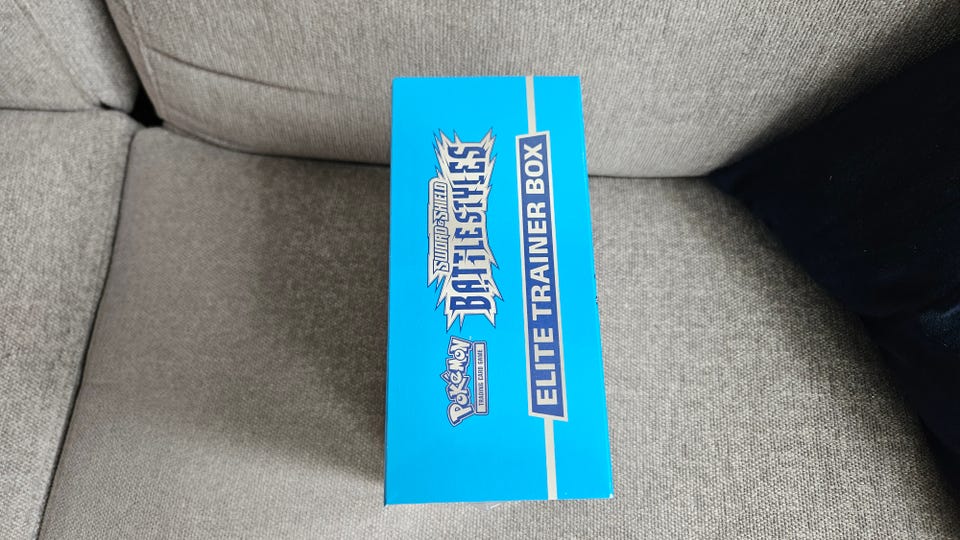 Pokémon
TRADING CARD GAME
SWORD & SHIELD
BATTLE STYLES
ELITE TRAINER BOX